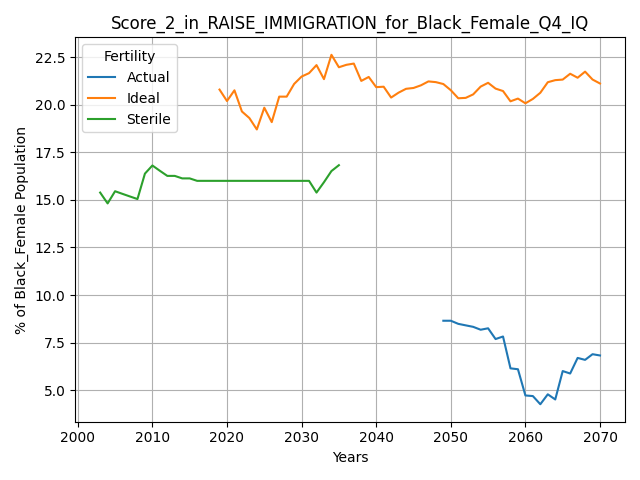 Score_2_in_RAISE_IMMIGRATION_for_Black_Female_Q4_IQ
Fertility
Actual
Ideal
Sterile
% of Black_Female Population
22.5
20.0
17.5
15.0
12.5
10.0
7.5
5.0
2000 2010 2020 2030 2040 2050 2060 2070
Years